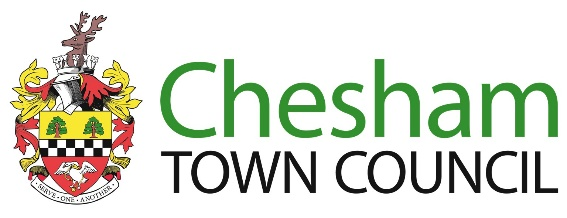 Chesham
TOWN COUNCIL
SERVE · ONE · ANOTHER